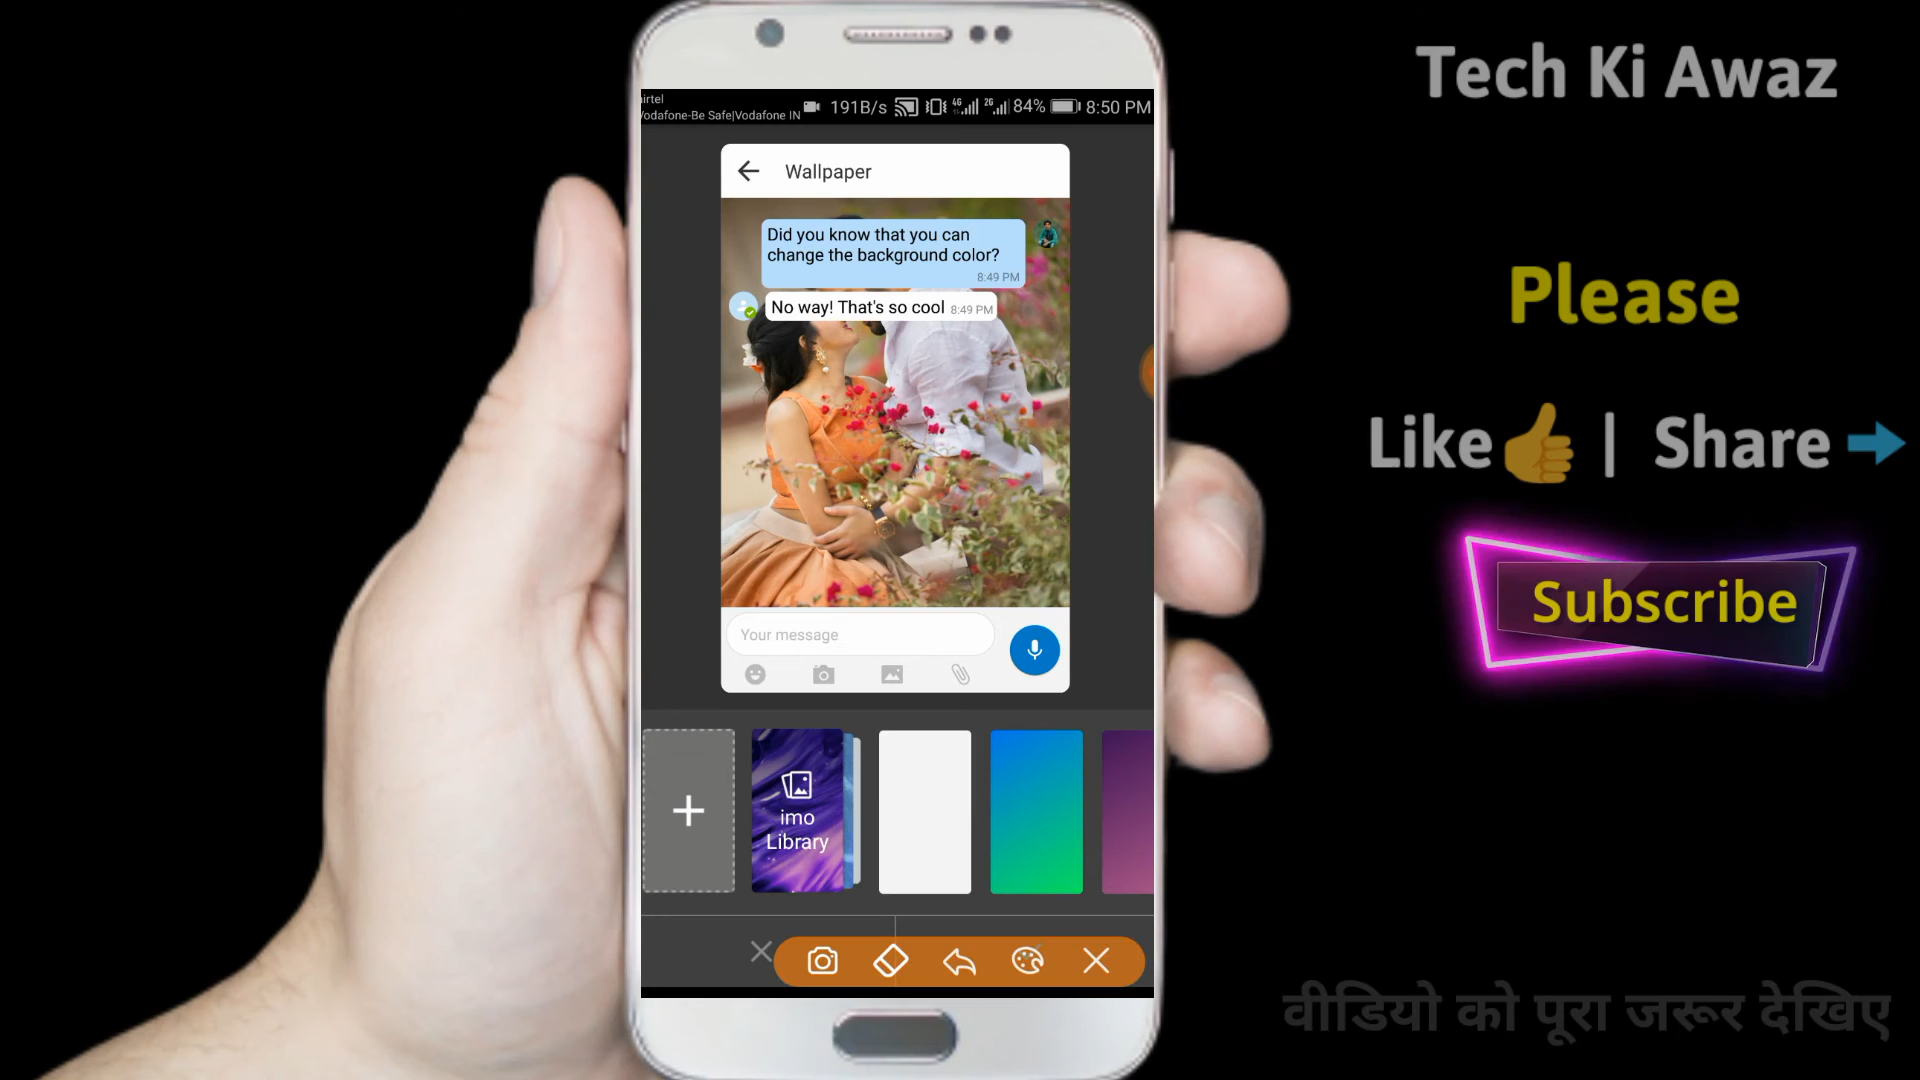 Tech Ki Awaz
Please
Like | Share
Subscribe
वीडियो को पूरा जरूर देखिए
irtel
odafone-Be Safe|Vodafone IN
191B/s
4G
2G
84%
8:50 PM
Wallpaper
Did you know that you can
change the background color?
8:49 PM
No way! That's so cool 8:49 PM
Your message
imo
Library